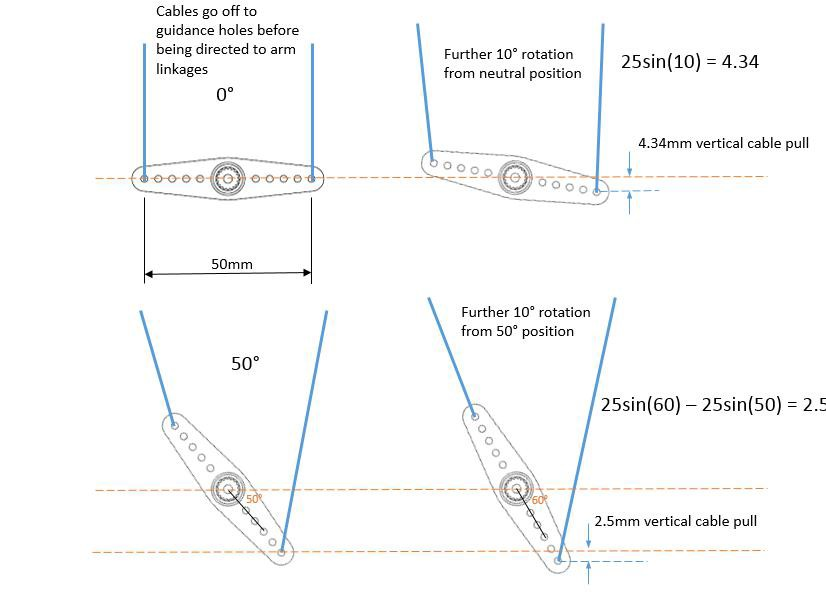 Cables go off to
guidance holes before
being directed to arm
linkages
0°
Further 10° rotation
from neutral position
25sin(10) = 4.34
4.34mm vertical cable pull
50mm
50°
Further 10° rotation
from 50° position
25sin(60) – 25sin(50) = 2.5
50°
60°
2.5mm vertical cable pull